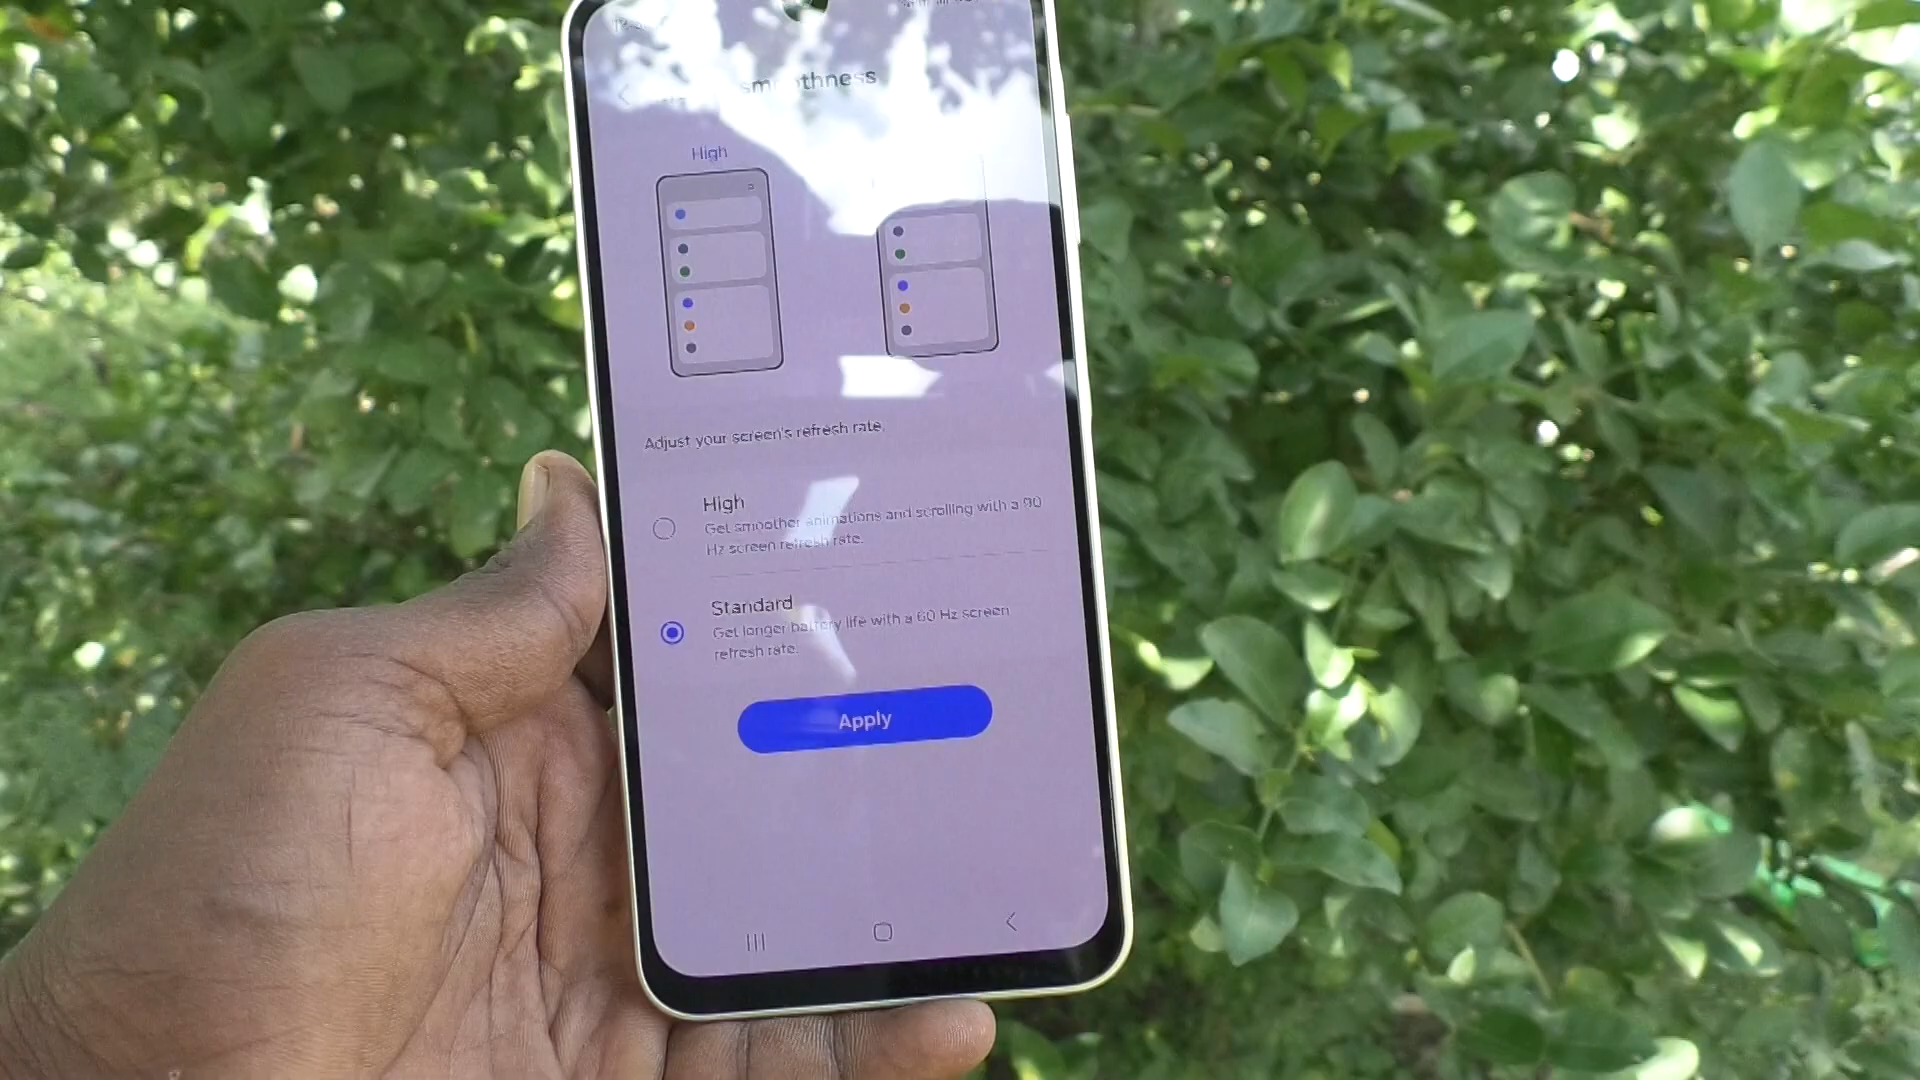 smoothness
High
Adjust your screen's refresh rate.
High
Get smoother animations and scrolling with a 90
Hz screen refresh rate.
Standard
Get longer battery life with a 60 Hz screen
refresh rate.
Apply